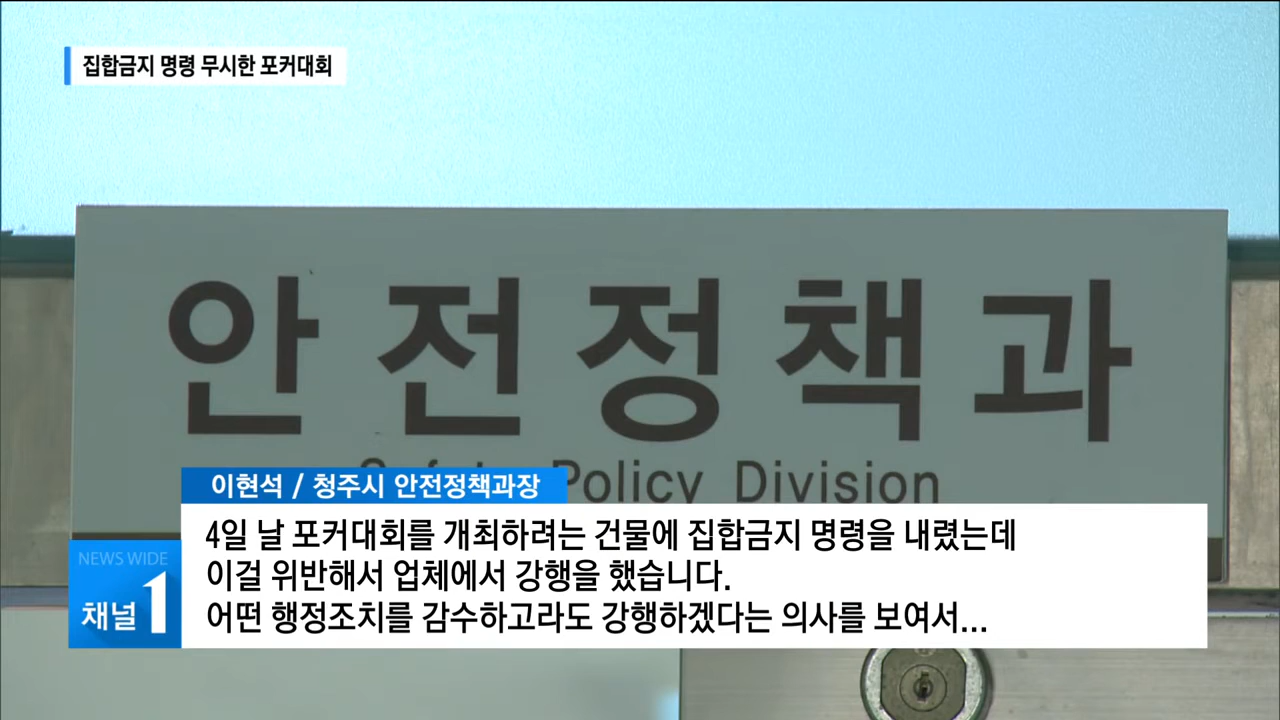 집합금지 명령 무시한 포커대회
안전정책과
Policy Division
이현석 / 청주시 안전정책과장
4일 날 포커대회를 개최하려는 건물에 집합금지 명령을 내렸는데
이걸 위반해서 업체에서 강행을 했습니다.
어떤 행정조치를 감수하고라도 강행하겠다는 의사를 보여서...
NEWS WIDE
채널 1